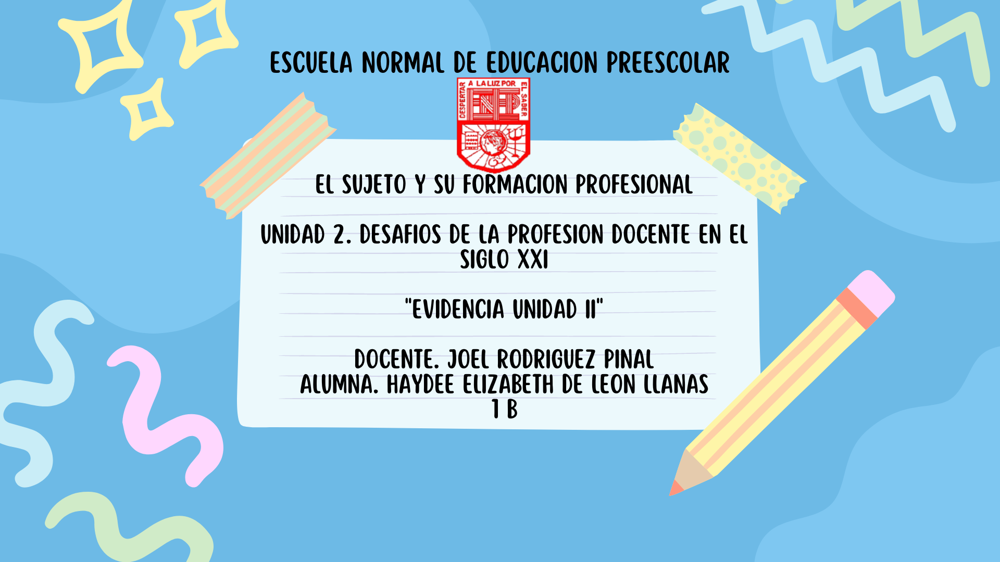 ESCUELA NORMAL DE EDUCACION PREESCOLAR
DESPERTAR A LA LUZ POR EL SABER
ENEP
EL SUJETO Y SU FORMACION PROFESIONAL
UNIDAD 2. DESAFIOS DE LA PROFESION DOCENTE EN EL
SIGLO XXI
"EVIDENCIA UNIDAD II"
DOCENTE. JOEL RODRIGUEZ PINAL
ALUMNA. HAYDEE ELIZABETH DE LEON LLANAS
1 B